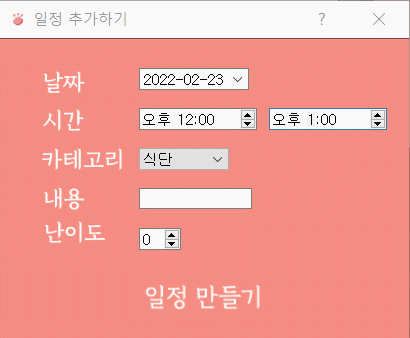 일정 추가하기 ?
날짜 2022-02-23
시간 오후 12:00 오후 1:00
카테고리 식단
내용
난이도 0
일정 만들기